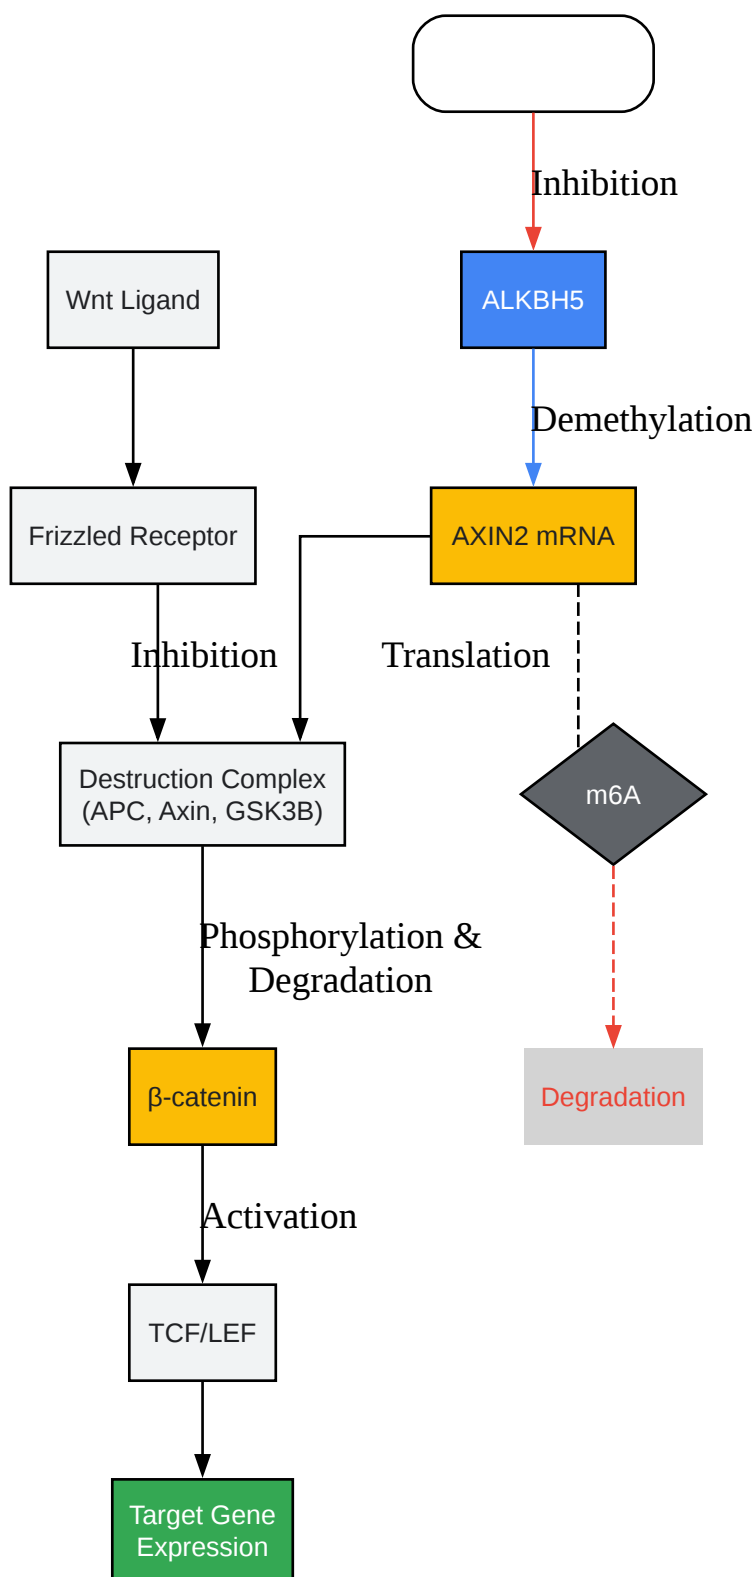 Inhibition
Wnt Ligand
ALKBH5
Demethylation
Frizzled Receptor
AXIN2 mRNA
Inhibition
Translation
Destruction Complex
(APC, Axin, GSK3B)
m6A
Phosphorylation &
Degradation
β-catenin
Degradation
Activation
TCF/LEF
Target Gene
Expression